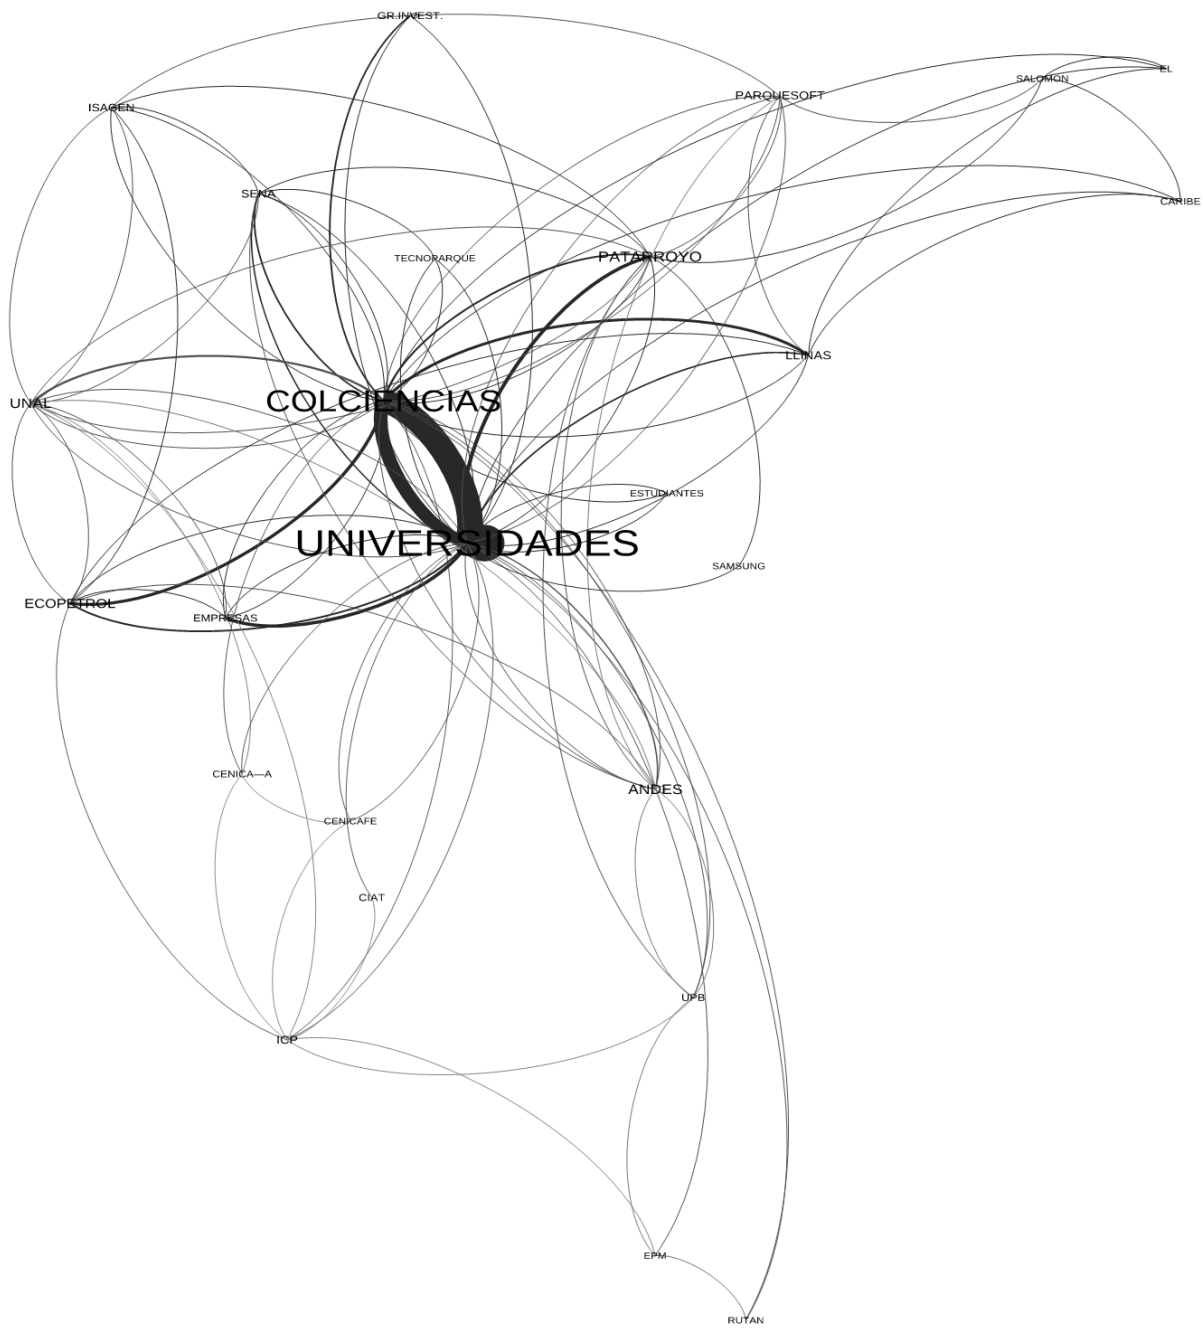 GR.INVEST.
EL
SALOMON
PARQUESOFT
ISAGEN
SENA
CARIBE
TECNOPARQUE
PATARROYO
LLINAS
COLCIENCIAS
UNAL
ESTUDIANTES
UNIVERSIDADES
SAMSUNG
ECOPETROL
EMPRESAS
CENICA—A
ANDES
CENICAFE
CIAT
UPB
ICP
EPM
RUTAN